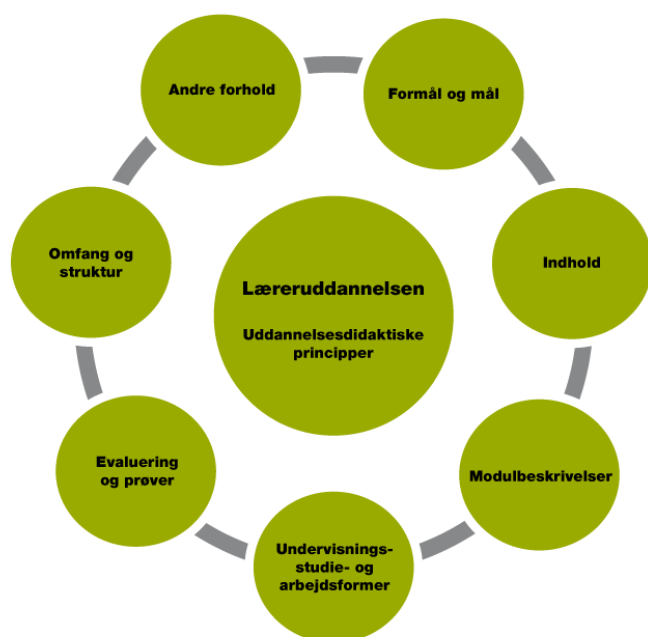 Andre forhold
Formål og mål
Omfang og
struktur
Læreruddannelsen
Uddannelsesdidaktiske
principper
Indhold
Evaluering
og prøver
Modulbeskrivelser
Undervisnings-
studie- og
arbejdsformer